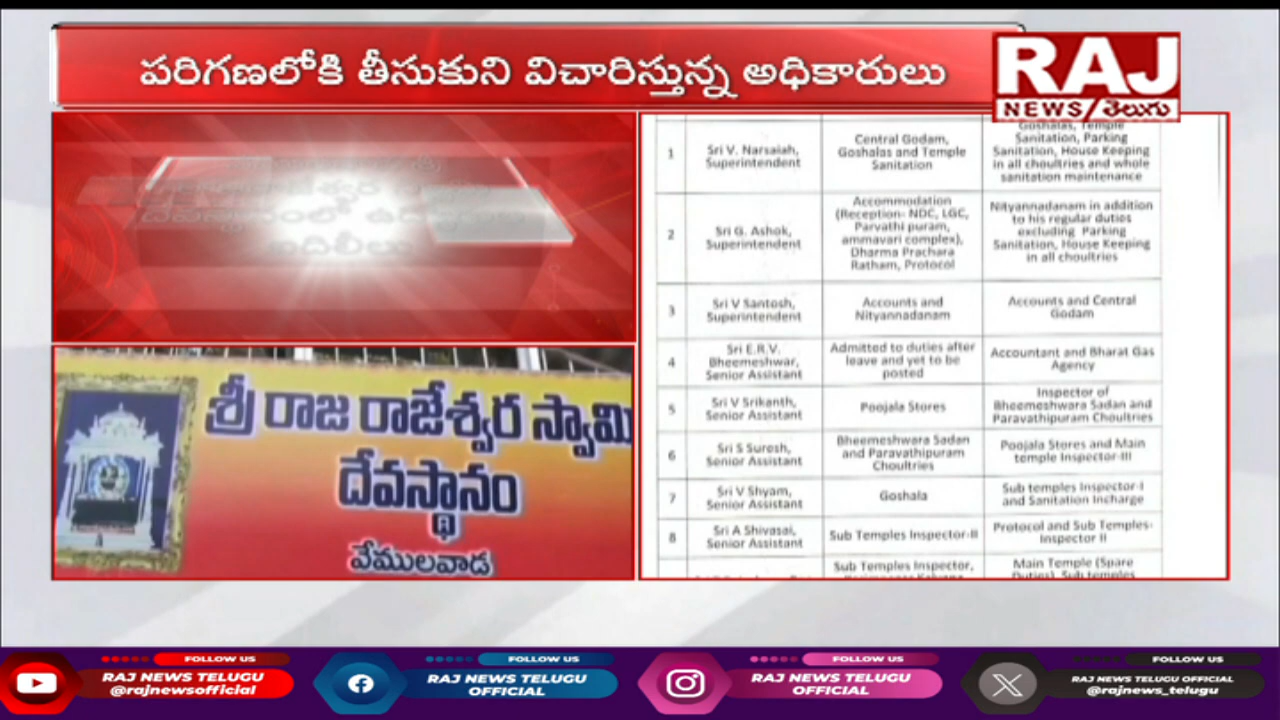 పరిగణలోకి తీసుకుని విచారిస్తున్న అధికారులు
RAJ
NEWS తెలుగు
శ్రీ రాజ రాజేశ్వర స్వామి
దేవస్థానం
వేములవాడ
1
Sri V. Narsaiah,
Superintendent
Central Godam,
Goshalas and Temple
Sanitation
Goshalas, Temple
Sanitation, Parking
Sanitation, House Keeping
in all choultries and whole
sanitation maintenance
2
Sri G. Ashok,
Superintendent
Accommodation
(Reception- NDC, LGC,
Parvathi puram,
ammavari complex),
Dharma Prachara
Ratham, Protocol
Nityannadanam in addition
to his regular duties
excluding Parking
Sanitation, House Keeping
in all choultries
3
Sri V Santosh,
Superintendent
Accounts and
Nityannadanam
Accounts and Central
Godam
4
Sri E.R.V.
Bheemeshwar,
Senior Assistant
Admitted to duties after
leave and yet to be
posted
Accountant and Bharat Gas
Agency
5
Sri V Srikanth,
Senior Assistant
Poojala Stores
Inspector of
Bheemeshwara Sadan and
Paravathipuram Choultries
6
Sri S Suresh,
Senior Assistant
Bheemeshwara Sadan
and Paravathipuram
Choultries
Poojala Stores and Main
temple Inspector-III
7
Sri V Shyam,
Senior Assistant
Goshala
Sub temples Inspector-I
and Sanitation Incharge
8
Sri A Shivasai,
Senior Assistant
Sub Temples Inspector-II
Protocol and Sub Temples-
Inspector II
Sub Temples Inspector,
Main Temple (Spare
Duties), Sub temples
FOLLOW US
RAJ NEWS TELUGU
@rajnewsofficial
FOLLOW US
RAJ NEWS TELUGU
OFFICIAL
FOLLOW US
RAJ NEWS TELUGU
OFFICIAL
FOLLOW US
RAJ NEWS TELUGU OFFICIAL
@rajnews_telugu